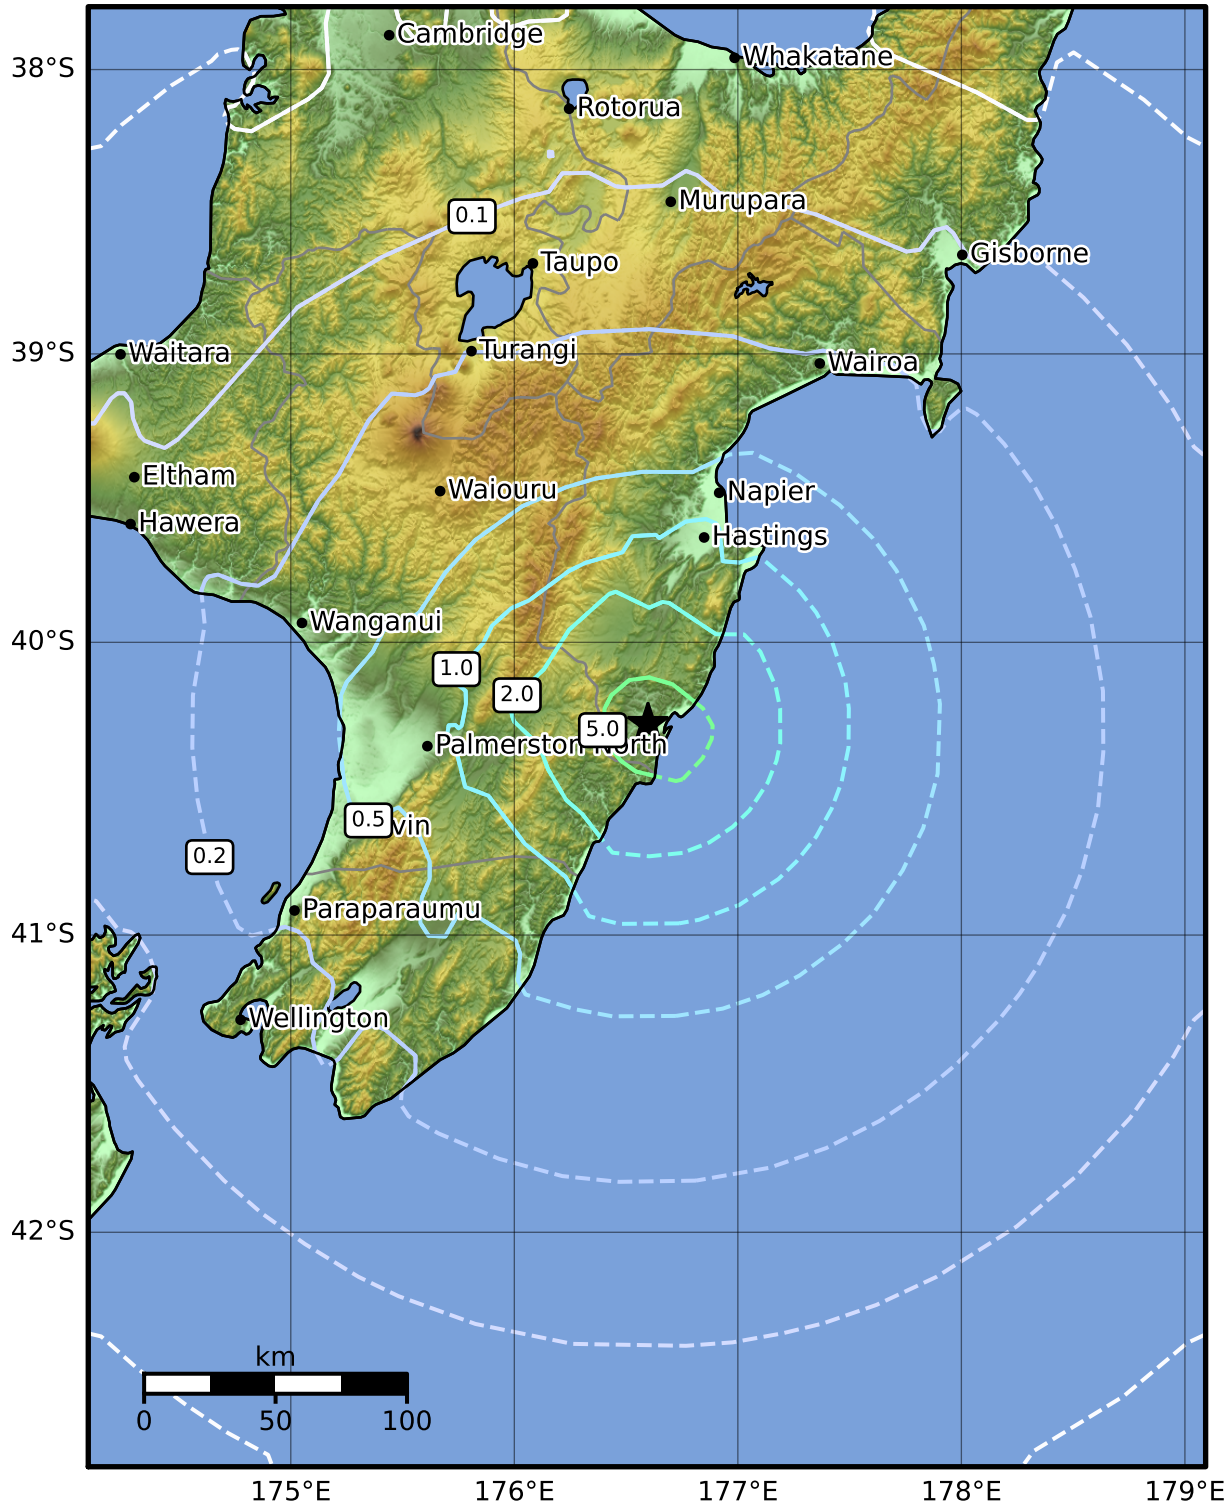 Cambridge
Whakatane
38°S
Rotorua
Murupara
0.1
Gisborne
Taupo
Turangi
39°S
Waitara
Wairoa
Eltham
Waiouru
Napier
Hawera
Hastings
Wanganui
40°S
1.0
2.0
5.0
Palmerston North
0.5
vin
0.2
Paraparaumu
41°S
Wellington
42°S
km
0 50 100
175°E 176°E 177°E 178°E 179°E